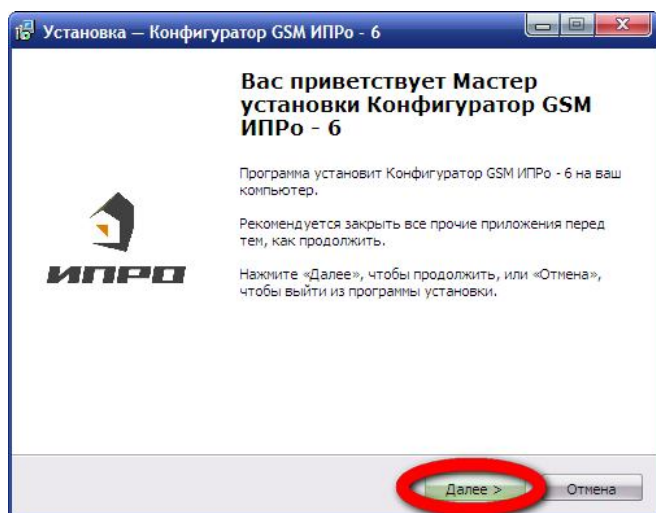 Установка — Конфигуратор GSM ИПРо - 6
Вас приветствует Мастер
установки Конфигуратор GSM
ИПРо - 6
Программа установит Конфигуратор GSM ИПРо - 6 на ваш
компьютер.
Рекомендуется закрыть все прочие приложения перед
тем, как продолжить.
Нажмите «Далее», чтобы продолжить, или «Отмена»,
чтобы выйти из программы установки.
ИПРО
Далее >
Отмена